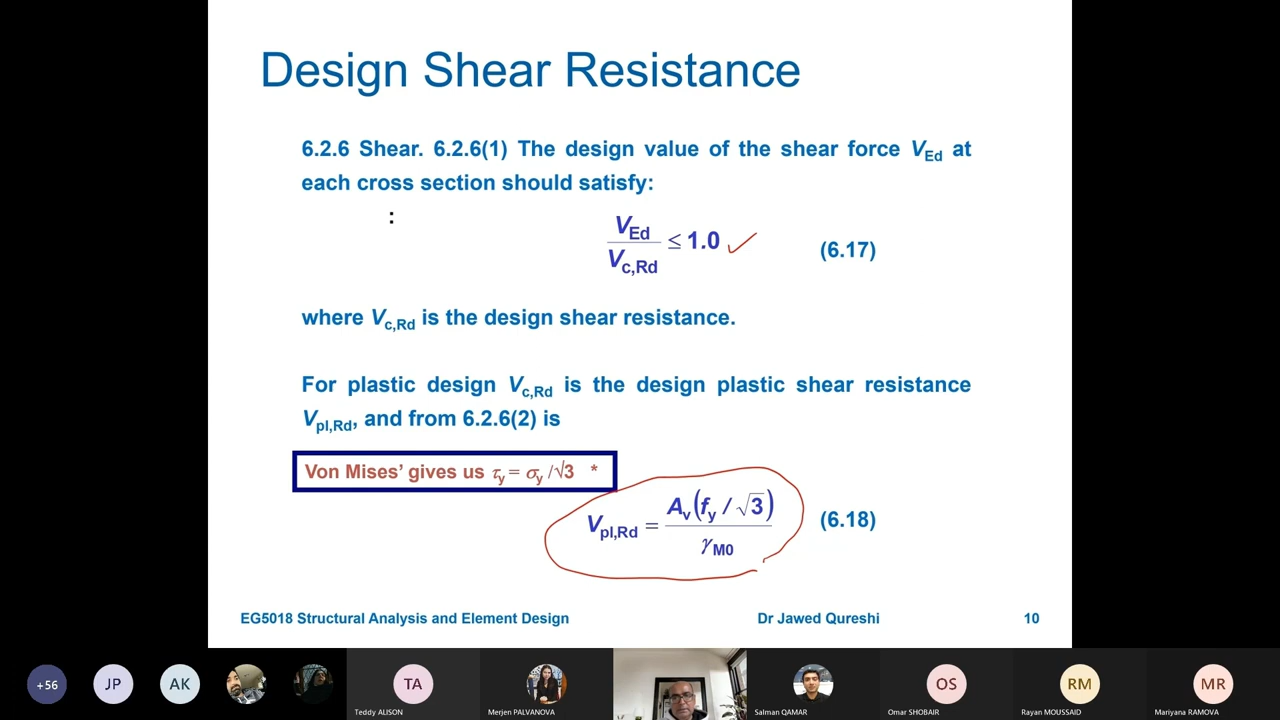 Design Shear Resistance
6.2.6 Shear. 6.2.6(1) The design value of the shear force VEd at
each cross section should satisfy:
:
VEd / Vc,Rd ≤ 1.0 (6.17)
where Vc,Rd is the design shear resistance.
For plastic design Vc,Rd is the design plastic shear resistance
Vpl,Rd, and from 6.2.6(2) is
Von Mises’ gives us τy = σy /√3 *
Vpl,Rd = Av(fy / √3) / γM0 (6.18)
EG5018 Structural Analysis and Element Design Dr Jawed Qureshi 10
+56 JP AK TA OS RM MR
Teddy ALISON Merjen PALVANOVA Salman QAMAR Omar SHOBAIR Rayan MOUSSAID Mariyana RAMOVA